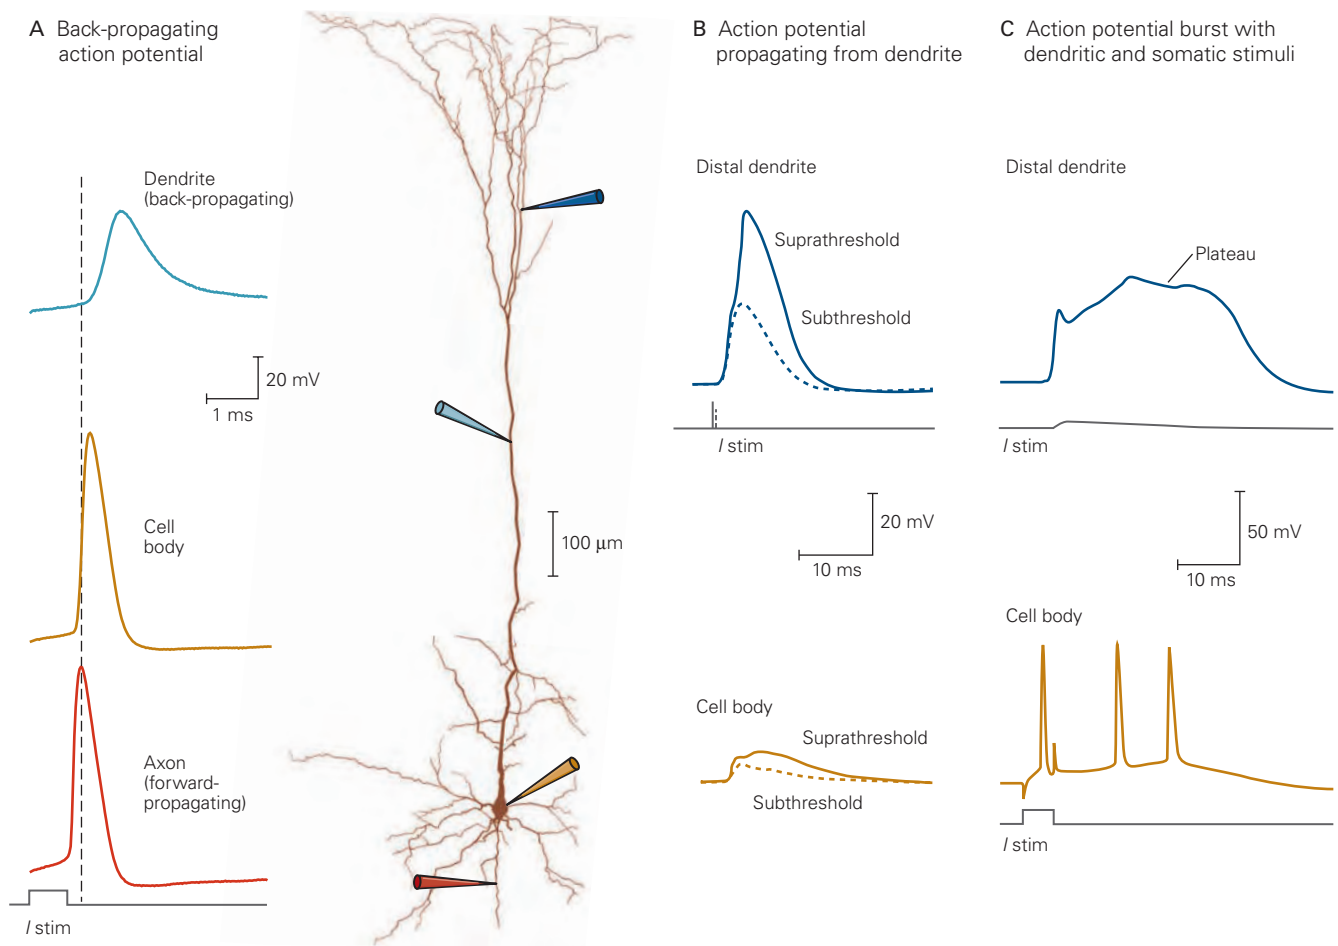 A Back-propagating
action potential
Dendrite
(back-propagating)
20 mV
1 ms
Cell
body
Axon
(forward-
propagating)
I stim
100 μm
B Action potential
propagating from dendrite
Distal dendrite
Suprathreshold
Subthreshold
I stim
20 mV
10 ms
Cell body
Suprathreshold
Subthreshold
C Action potential burst with
dendritic and somatic stimuli
Distal dendrite
Plateau
I stim
50 mV
10 ms
Cell body
I stim